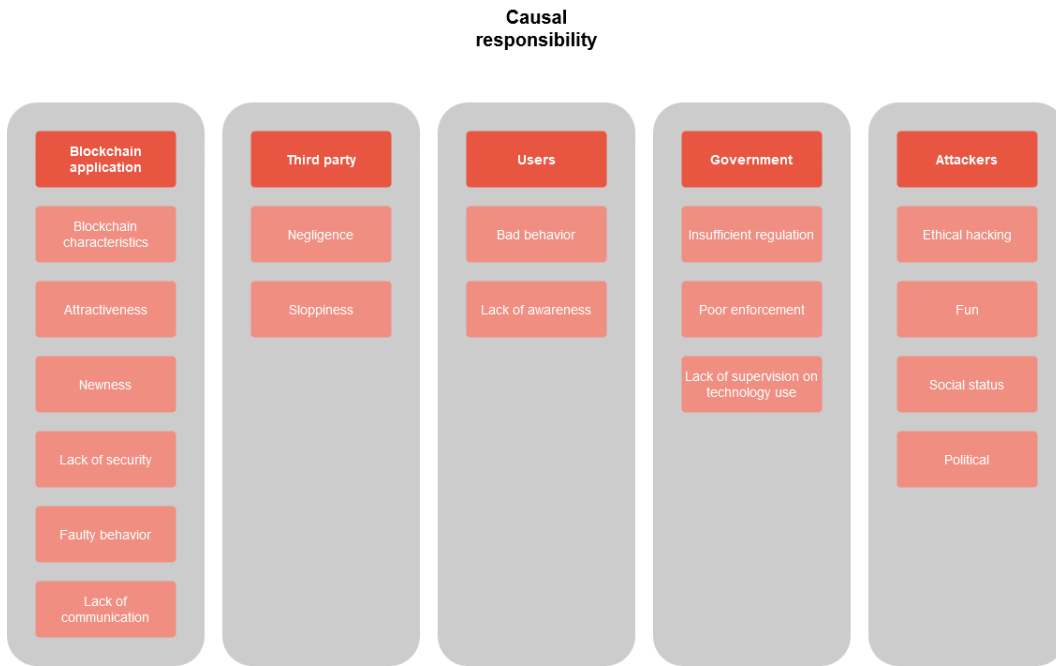 Causal
responsibility
Blockchain
application
Blockchain
characteristics
Attractiveness
Newness
Lack of security
Faulty behavior
Lack of
communication
Third party
Negligence
Sloppiness
Users
Bad behavior
Lack of awareness
Government
Insufficient regulation
Poor enforcement
Lack of supervision on
technology use
Attackers
Ethical hacking
Fun
Social status
Political